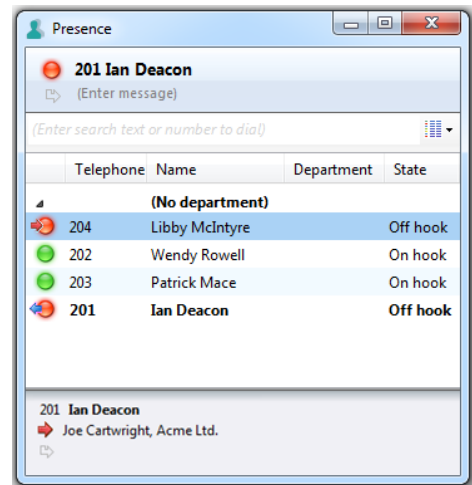 Presence
201 Ian Deacon
(Enter message)
(Enter search text or number to dial)
Telephone Name Department State
(No department)
204 Libby McIntyre Off hook
202 Wendy Rowell On hook
203 Patrick Mace On hook
201 Ian Deacon Off hook
201 Ian Deacon
Joe Cartwright, Acme Ltd.